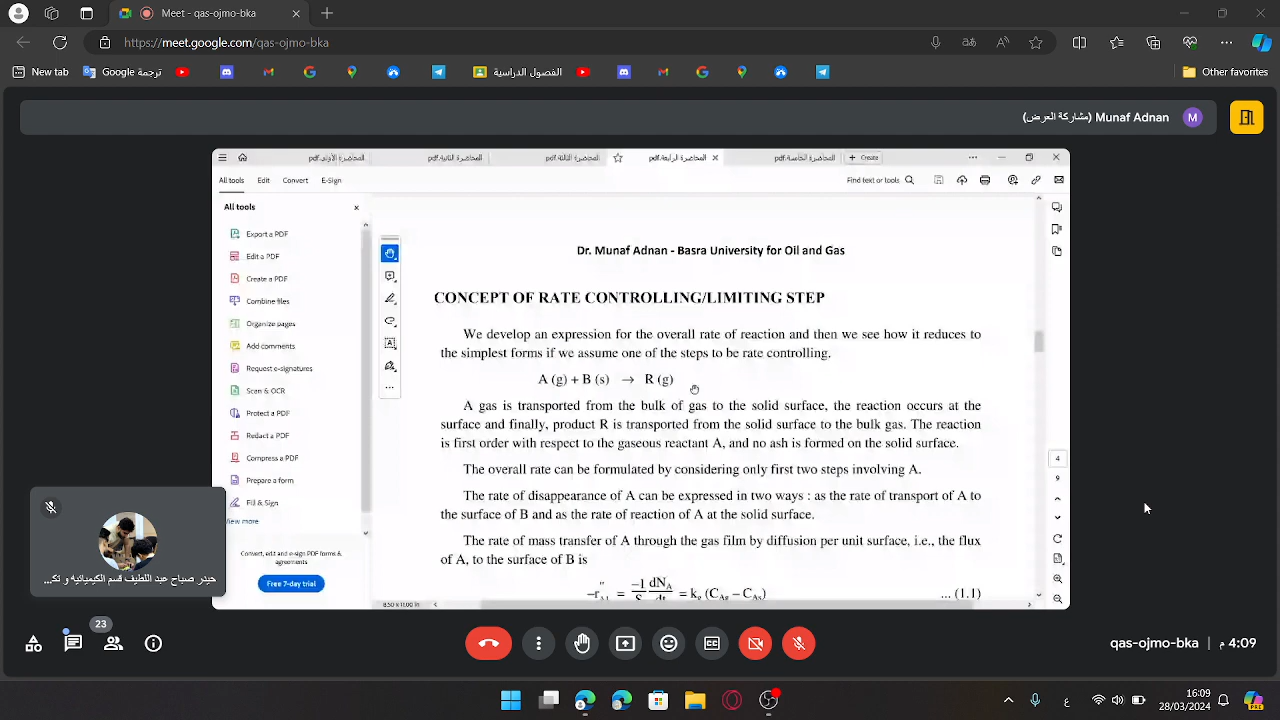 Meet - qas-ojmo-bka
https://meet.google.com/qas-ojmo-bka
New tab
Google ترجمة
الفصول الدراسية
Other favorites
Munaf Adnan (مشاركة العرض)
M
المحاضرة الأولى.pdf
المحاضرة الثانية.pdf
المحاضرة الثالثة.pdf
المحاضرة الرابعة.pdf
المحاضرة الخامسة.pdf
Create
All tools
Edit
Convert
E-Sign
Find text or tools
All tools
Export a PDF
Edit a PDF
Create a PDF
Combine files
Organize pages
Add comments
Request e-signatures
Scan & OCR
Protect a PDF
Redact a PDF
Compress a PDF
Prepare a form
Fill & Sign
View more
Convert, edit and e-sign PDF forms &
agreements
Free 7-day trial
Dr. Munaf Adnan - Basra University for Oil and Gas
CONCEPT OF RATE CONTROLLING/LIMITING STEP
We develop an expression for the overall rate of reaction and then we see how it reduces to
the simplest forms if we assume one of the steps to be rate controlling.
A (g) + B (s) → R (g)
A gas is transported from the bulk of gas to the solid surface, the reaction occurs at the
surface and finally, product R is transported from the solid surface to the bulk gas. The reaction
is first order with respect to the gaseous reactant A, and no ash is formed on the solid surface.
The overall rate can be formulated by considering only first two steps involving A.
The rate of disappearance of A can be expressed in two ways : as the rate of transport of A to
the surface of B and as the rate of reaction of A at the solid surface.
The rate of mass transfer of A through the gas film by diffusion per unit surface, i.e., the flux
of A, to the surface of B is
−r"A1 = −1/S dNA/dt = kg (CAg − CAs) ... (1.1)
4
9
8.50 x 11.00 in
حيدر صباح عبد اللطيف قسم الكيميائية و تك...
23
qas-ojmo-bka | 4:09 م
ع
16:09
28/03/2024
PRE